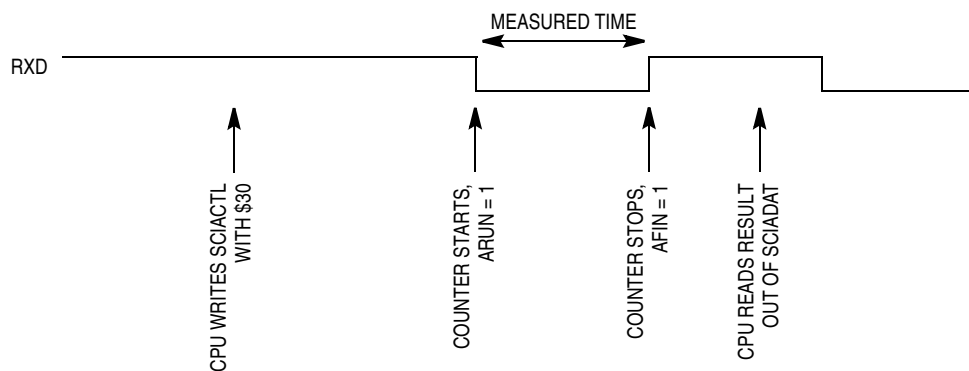 MEASURED TIME
RXD
CPU WRITES SCIACTL
WITH $30
COUNTER STARTS,
ARUN = 1
COUNTER STOPS,
AFIN = 1
CPU READS RESULT
OUT OF SCIADAT